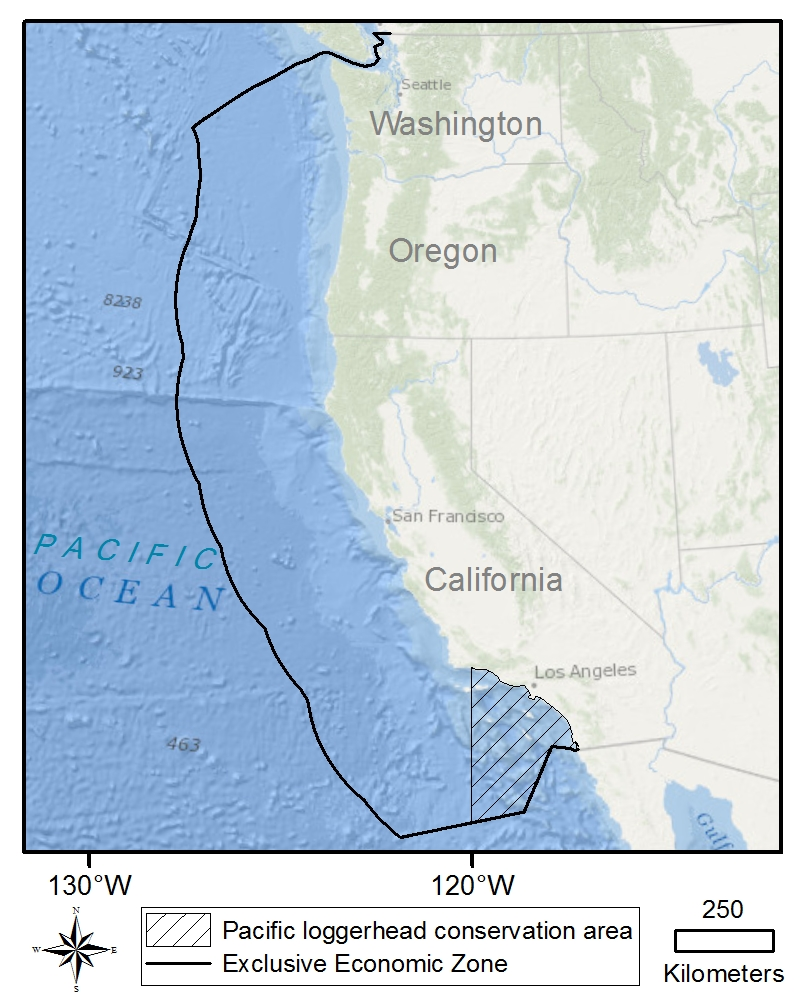 Seattle
Washington
Oregon
8238
923
San Francisco
PACIFIC
OCEAN
California
Los Angeles
463
Gulf
130°W
120°W
N
W
E
S
Pacific loggerhead conservation area
Exclusive Economic Zone
250
Kilometers